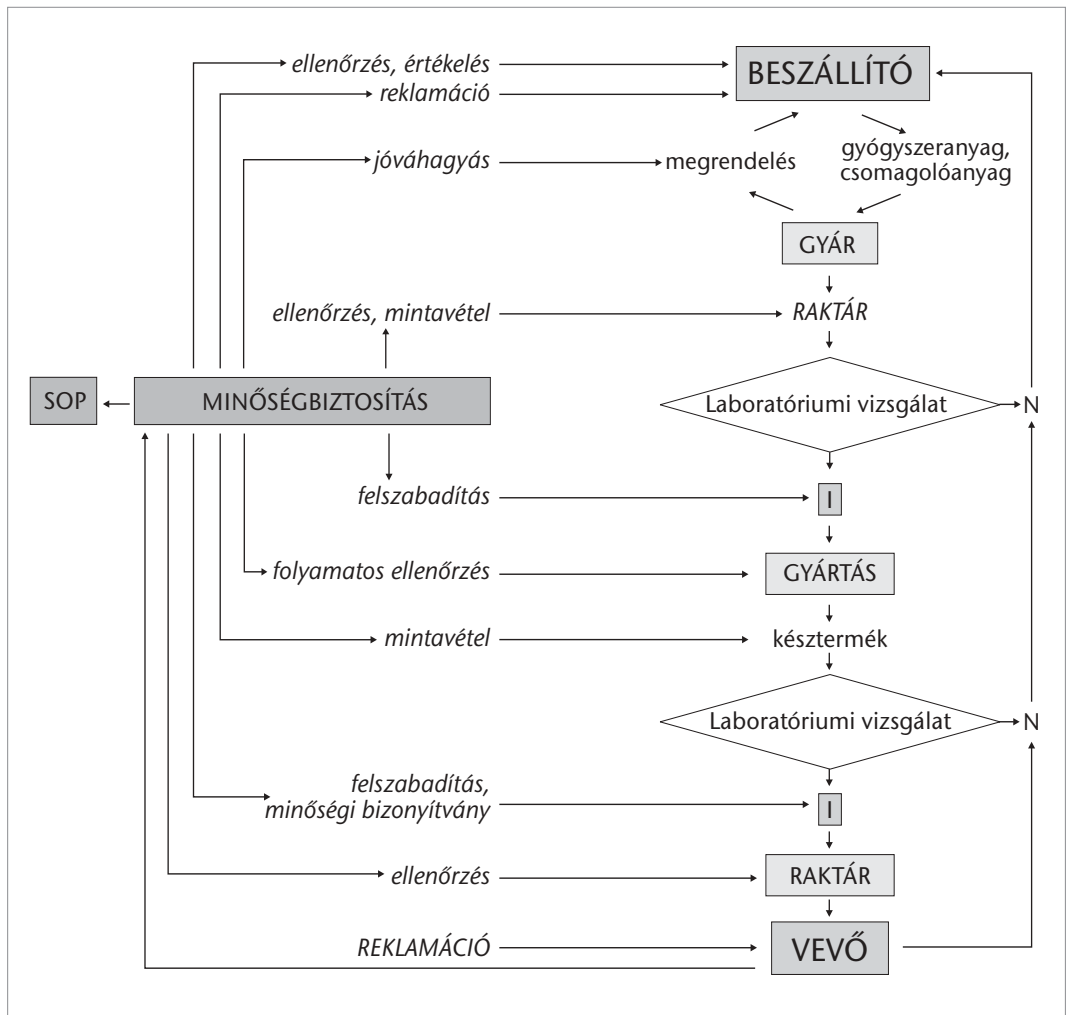 ellenőrzés, értékelés
BESZÁLLÍTÓ
reklamáció
jóváhagyás
megrendelés
gyógyszeranyag,
csomagolóanyag
GYÁR
ellenőrzés, mintavétel
RAKTÁR
SOP
MINŐSÉGBIZTOSÍTÁS
Laboratóriumi vizsgálat
N
felszabadítás
I
folyamatos ellenőrzés
GYÁRTÁS
mintavétel
késztermék
Laboratóriumi vizsgálat
N
felszabadítás,
minőségi bizonyítvány
I
ellenőrzés
RAKTÁR
REKLAMÁCIÓ
VEVŐ